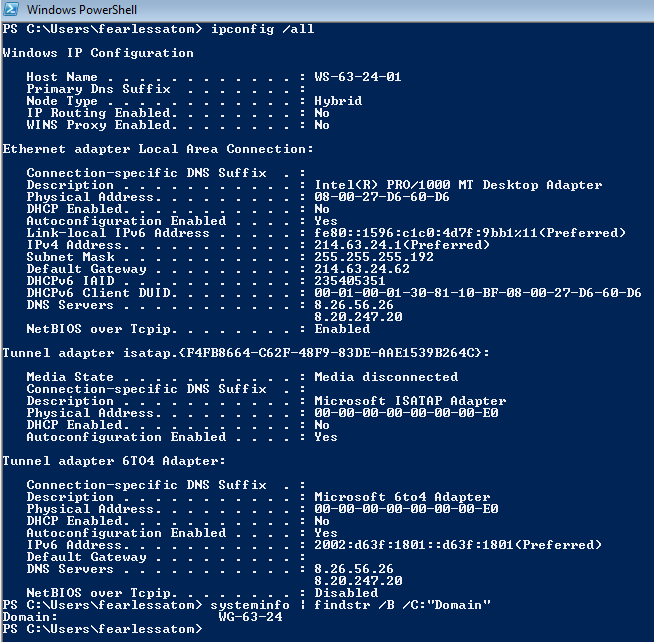 Windows PowerShell
PS C:\Users\fearlessatom> ipconfig /all
Windows IP Configuration
Host Name . . . . . . . . . . . . : WS-63-24-01
Primary Dns Suffix  . . . . . . . :
Node Type . . . . . . . . . . . . : Hybrid
IP Routing Enabled. . . . . . . . : No
WINS Proxy Enabled. . . . . . . . : No
Ethernet adapter Local Area Connection:
Connection-specific DNS Suffix  . :
Description . . . . . . . . . . . : Intel(R) PRO/1000 MT Desktop Adapter
Physical Address. . . . . . . . . : 08-00-27-D6-60-D6
DHCP Enabled. . . . . . . . . . . : No
Autoconfiguration Enabled . . . . : Yes
Link-local IPv6 Address . . . . . : fe80::1596:c1c0:4d7f:9bb1%11(Preferred)
IPv4 Address. . . . . . . . . . . : 214.63.24.1(Preferred)
Subnet Mask . . . . . . . . . . . : 255.255.255.192
Default Gateway . . . . . . . . . : 214.63.24.62
DHCPv6 IAID . . . . . . . . . . . : 235405351
DHCPv6 Client DUID. . . . . . . . : 00-01-00-01-30-81-10-BF-08-00-27-D6-60-D6
DNS Servers . . . . . . . . . . . : 8.26.56.26
8.20.247.20
NetBIOS over Tcpip. . . . . . . . : Enabled
Tunnel adapter isatap.{F4FB8664-C62F-48F9-83DE-AAE1539B264C}:
Media State . . . . . . . . . . . : Media disconnected
Connection-specific DNS Suffix  . :
Description . . . . . . . . . . . : Microsoft ISATAP Adapter
Physical Address. . . . . . . . . : 00-00-00-00-00-00-00-E0
DHCP Enabled. . . . . . . . . . . : No
Autoconfiguration Enabled . . . . : Yes
Tunnel adapter 6TO4 Adapter:
Connection-specific DNS Suffix  . :
Description . . . . . . . . . . . : Microsoft 6to4 Adapter
Physical Address. . . . . . . . . : 00-00-00-00-00-00-00-E0
DHCP Enabled. . . . . . . . . . . : No
Autoconfiguration Enabled . . . . : Yes
IPv6 Address. . . . . . . . . . . : 2002:d63f:1801::d63f:1801(Preferred)
Default Gateway . . . . . . . . . :
DNS Servers . . . . . . . . . . . : 8.26.56.26
8.20.247.20
NetBIOS over Tcpip. . . . . . . . : Disabled
PS C:\Users\fearlessatom> systeminfo | findstr /B /C:"Domain"
Domain:                    WG-63-24
PS C:\Users\fearlessatom>